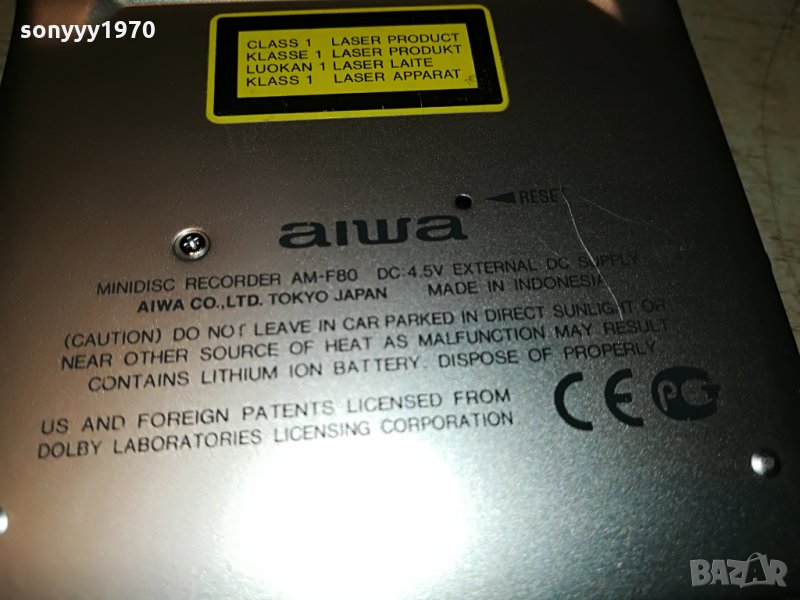 sonyyy1970
CLASS 1 LASER PRODUCT
KLASSE 1 LASER PRODUKT
LUOKAN 1 LASER LAITE
KLASS 1 LASER APPARAT
RESET
aiwa
MINIDISC RECORDER AM-F80 DC:4.5V EXTERNAL DC SUPPLY
AIWA CO.,LTD. TOKYO JAPAN MADE IN INDONESIA
(CAUTION) DO NOT LEAVE IN CAR PARKED IN DIRECT SUNLIGHT OR
NEAR OTHER SOURCE OF HEAT AS MALFUNCTION MAY RESULT
CONTAINS LITHIUM ION BATTERY. DISPOSE OF PROPERLY.
US AND FOREIGN PATENTS LICENSED FROM
DOLBY LABORATORIES LICENSING CORPORATION.
CE PG
BAZAR